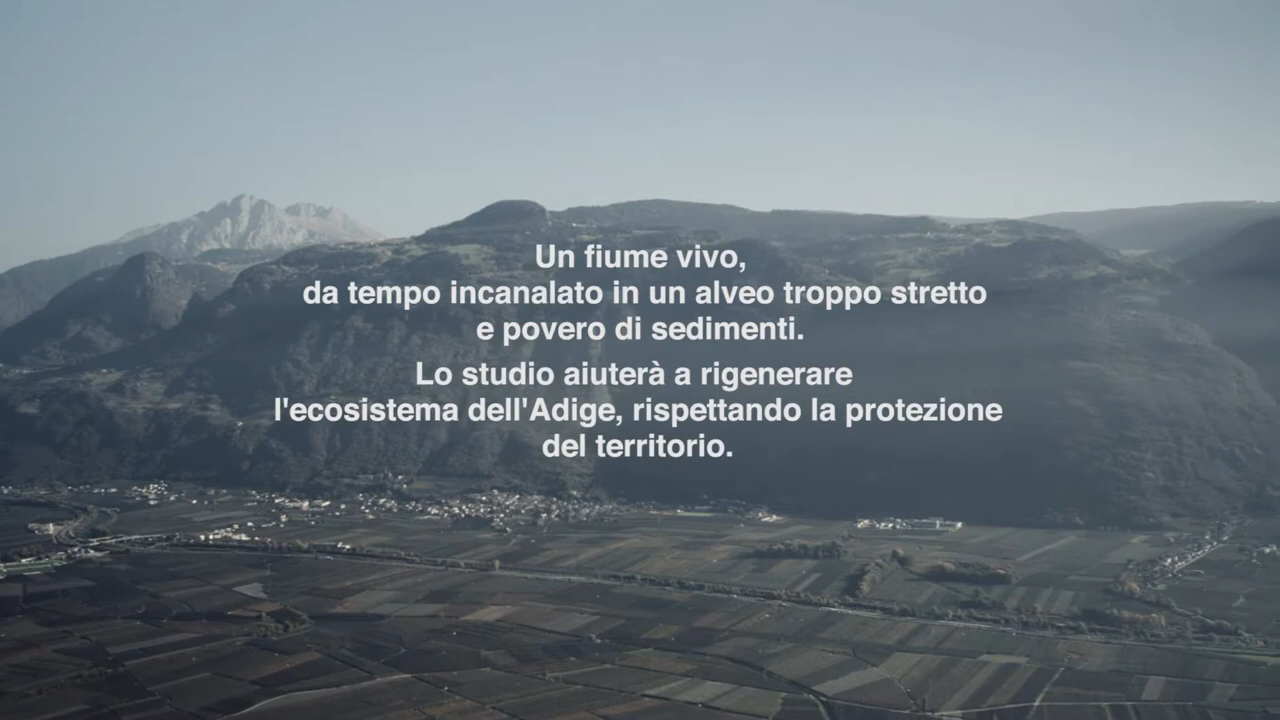 Un fiume vivo,
da tempo incanalato in un alveo troppo stretto
e povero di sedimenti.
Lo studio aiuterà a rigenerare
l'ecosistema dell'Adige, rispettando la protezione
del territorio.